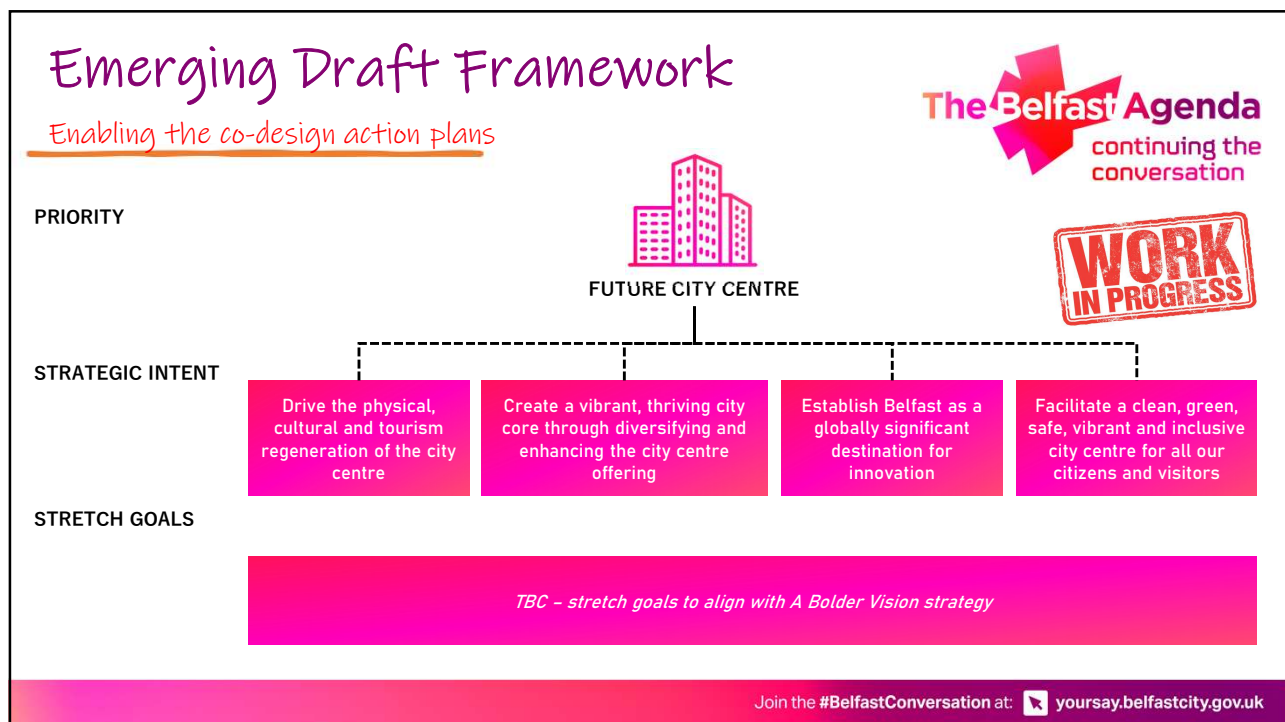 Emerging Draft Framework
Enabling the co-design action plans
The Belfast Agenda
continuing the
conversation
PRIORITY
WORK
IN PROGRESS
FUTURE CITY CENTRE
STRATEGIC INTENT
Drive the physical,
cultural and tourism
regeneration of the city
centre
Create a vibrant, thriving city
core through diversifying and
enhancing the city centre
offering
Establish Belfast as a
globally significant
destination for
innovation
Facilitate a clean, green,
safe, vibrant and inclusive
city centre for all our
citizens and visitors
STRETCH GOALS
TBC – stretch goals to align with A Bolder Vision strategy
Join the #BelfastConversation at: yoursay.belfastcity.gov.uk